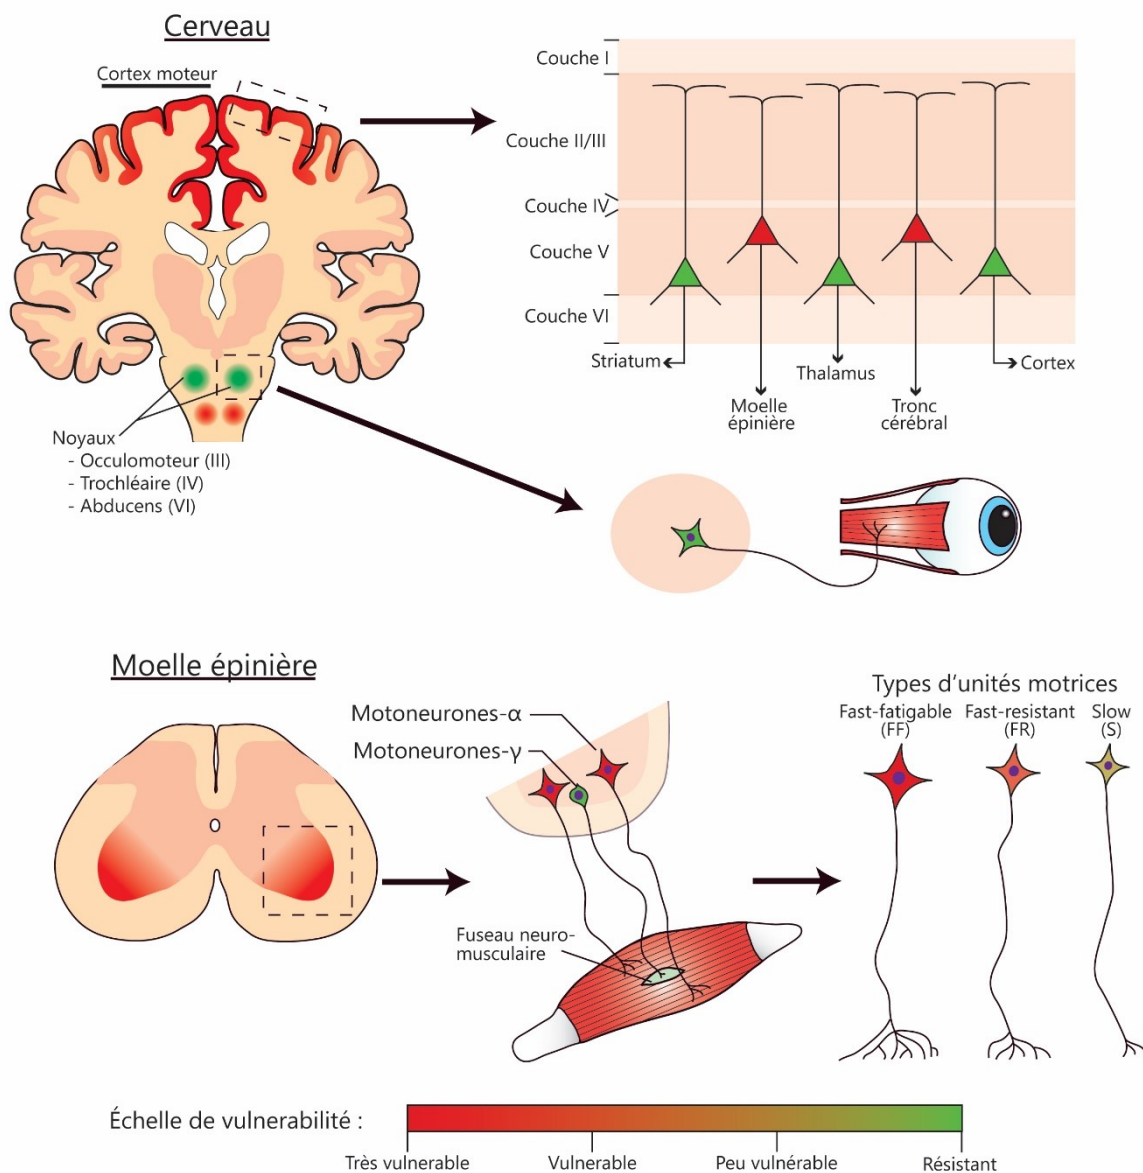 Cerveau
Cortex moteur
Couche I
Couche II/III
Couche IV
Couche V
Couche VI
Striatum
Thalamus
Cortex
Moelle
épinière
Tronc
cérébral
Noyaux
- Occulomoteur (III)
- Trochléaire (IV)
- Abducens (VI)
Moelle épinière
Motoneurones-α
Motoneurones-γ
Fuseau neuro-
musculaire
Types d'unités motrices
Fast-fatigable
(FF)
Fast-resistant
(FR)
Slow
(S)
Échelle de vulnerabilité :
Très vulnerable
Vulnerable
Peu vulnérable
Résistant